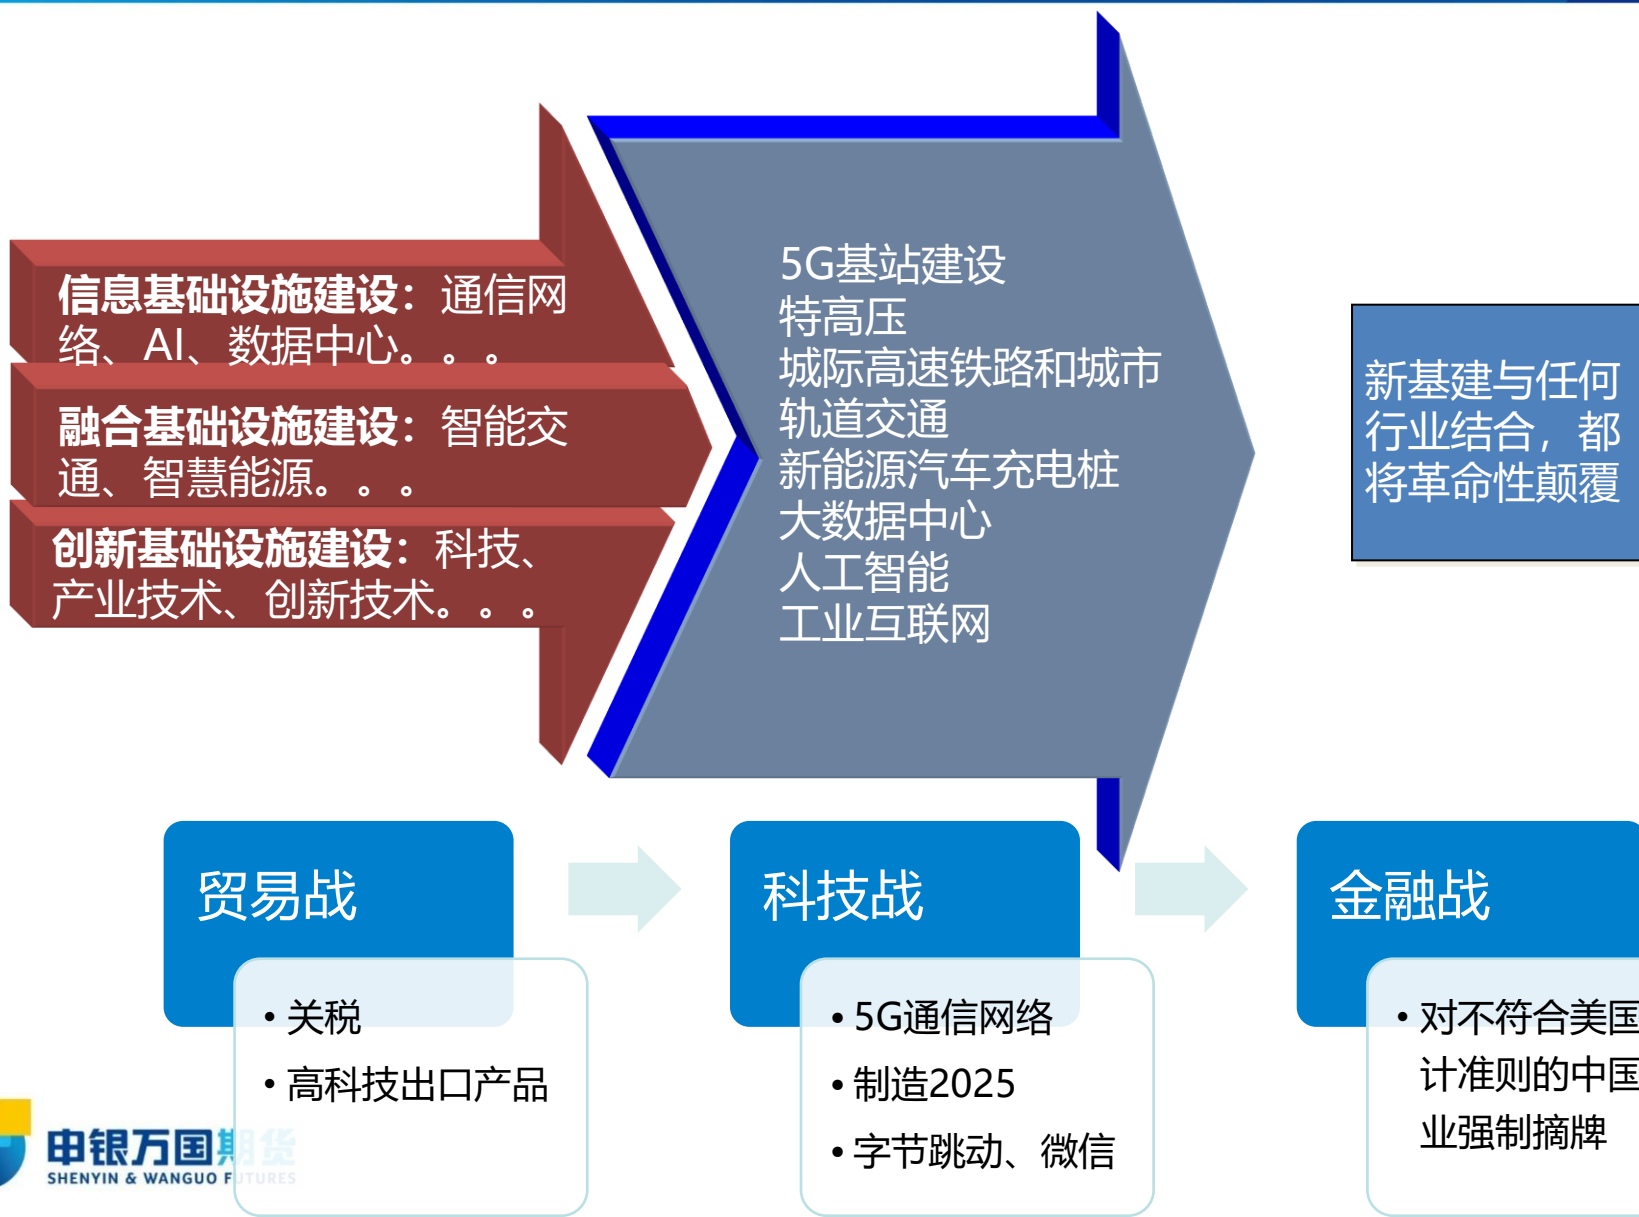 信息基础设施建设：通信网
络、AI、数据中心。。。
融合基础设施建设：智能交
通、智慧能源。。。
创新基础设施建设：科技、
产业技术、创新技术。。。
5G基站建设
特高压
城际高速铁路和城市
轨道交通
新能源汽车充电桩
大数据中心
人工智能
工业互联网
新基建与任何
行业结合，都
将革命性颠覆
贸易战
• 关税
• 高科技出口产品
科技战
• 5G通信网络
• 制造2025
• 字节跳动、微信
金融战
• 对不符合美国
计准则的中国
业强制摘牌
申银万国期货
SHENYIN & WANGUO FUTURES